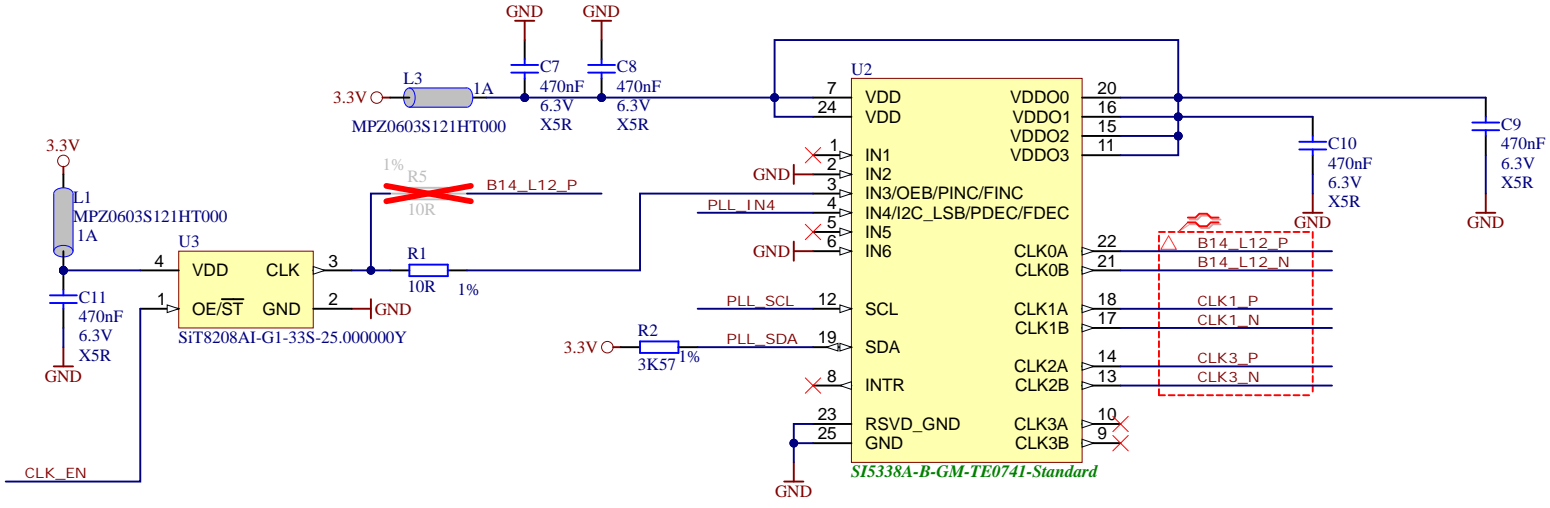 GND
GND
C7
470nF
6.3V
X5R
C8
470nF
6.3V
X5R
L3
1A
3.3V
MPZ0603S121HT000
3.3V
L1
MPZ0603S121HT000
1A
C11
470nF
6.3V
X5R
GND
U3
4
VDD
CLK
3
1
OE/ST
GND
2
GND
SiT8208AI-G1-33S-25.000000Y
CLK_EN
1%
R5
10R
B14_L12_P
R1
10R
1%
3.3V
R2
3K57
1%
PLL_SDA
PLL_SCL
PLL_IN4
GND
GND
U2
7
VDD
24
VDD
1
IN1
2
IN2
3
IN3/OEB/PINC/FINC
4
IN4/I2C_LSB/PDEC/FDEC
5
IN5
6
IN6
12
SCL
19
SDA
8
INTR
23
RSVD_GND
25
GND
GND
VDDO0
20
VDDO1
16
VDDO2
15
VDDO3
11
CLK0A
22
CLK0B
21
CLK1A
18
CLK1B
17
CLK2A
14
CLK2B
13
CLK3A
10
CLK3B
9
SI5338A-B-GM-TE0741-Standard
B14_L12_P
B14_L12_N
CLK1_P
CLK1_N
CLK3_P
CLK3_N
C10
470nF
6.3V
X5R
GND
C9
470nF
6.3V
X5R
GND